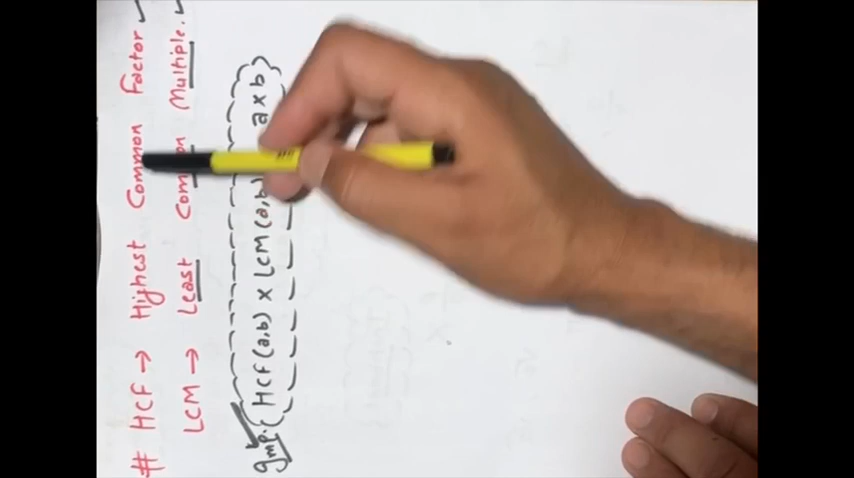 # HCF → Highest Common Factor
LCM → Least Common Multiple.
Imp. HCF(a,b) × LCM(a,b) a×b